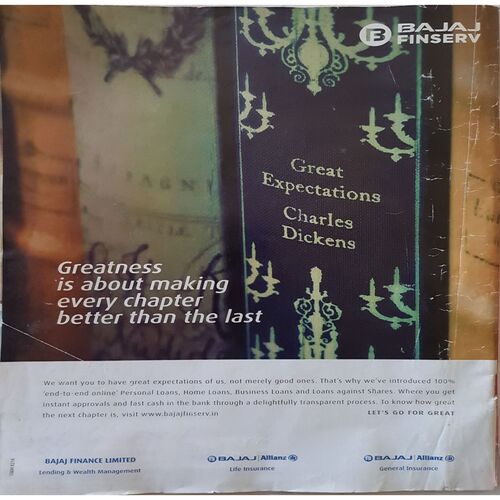 BAJAJ
FINSERV
Great
Expectations
Charles
Dickens
Greatness
is about making
every chapter
better than the last
We want you to have great expectations of us, not merely good ones. That's why we've introduced 100%
'end-to-end online' Personal Loans, Home Loans, Business Loans and Loans against Shares. Where you get
instant approvals and fast cash in the bank through a delightfully transparent process. To know how great
the next chapter is, visit www.bajajfinserv.in
LET'S GO FOR GREAT
BAJAJ FINANCE LIMITED
Lending & Wealth Management
BAJAJ Allianz
Life Insurance
BAJAJ Allianz
General Insurance